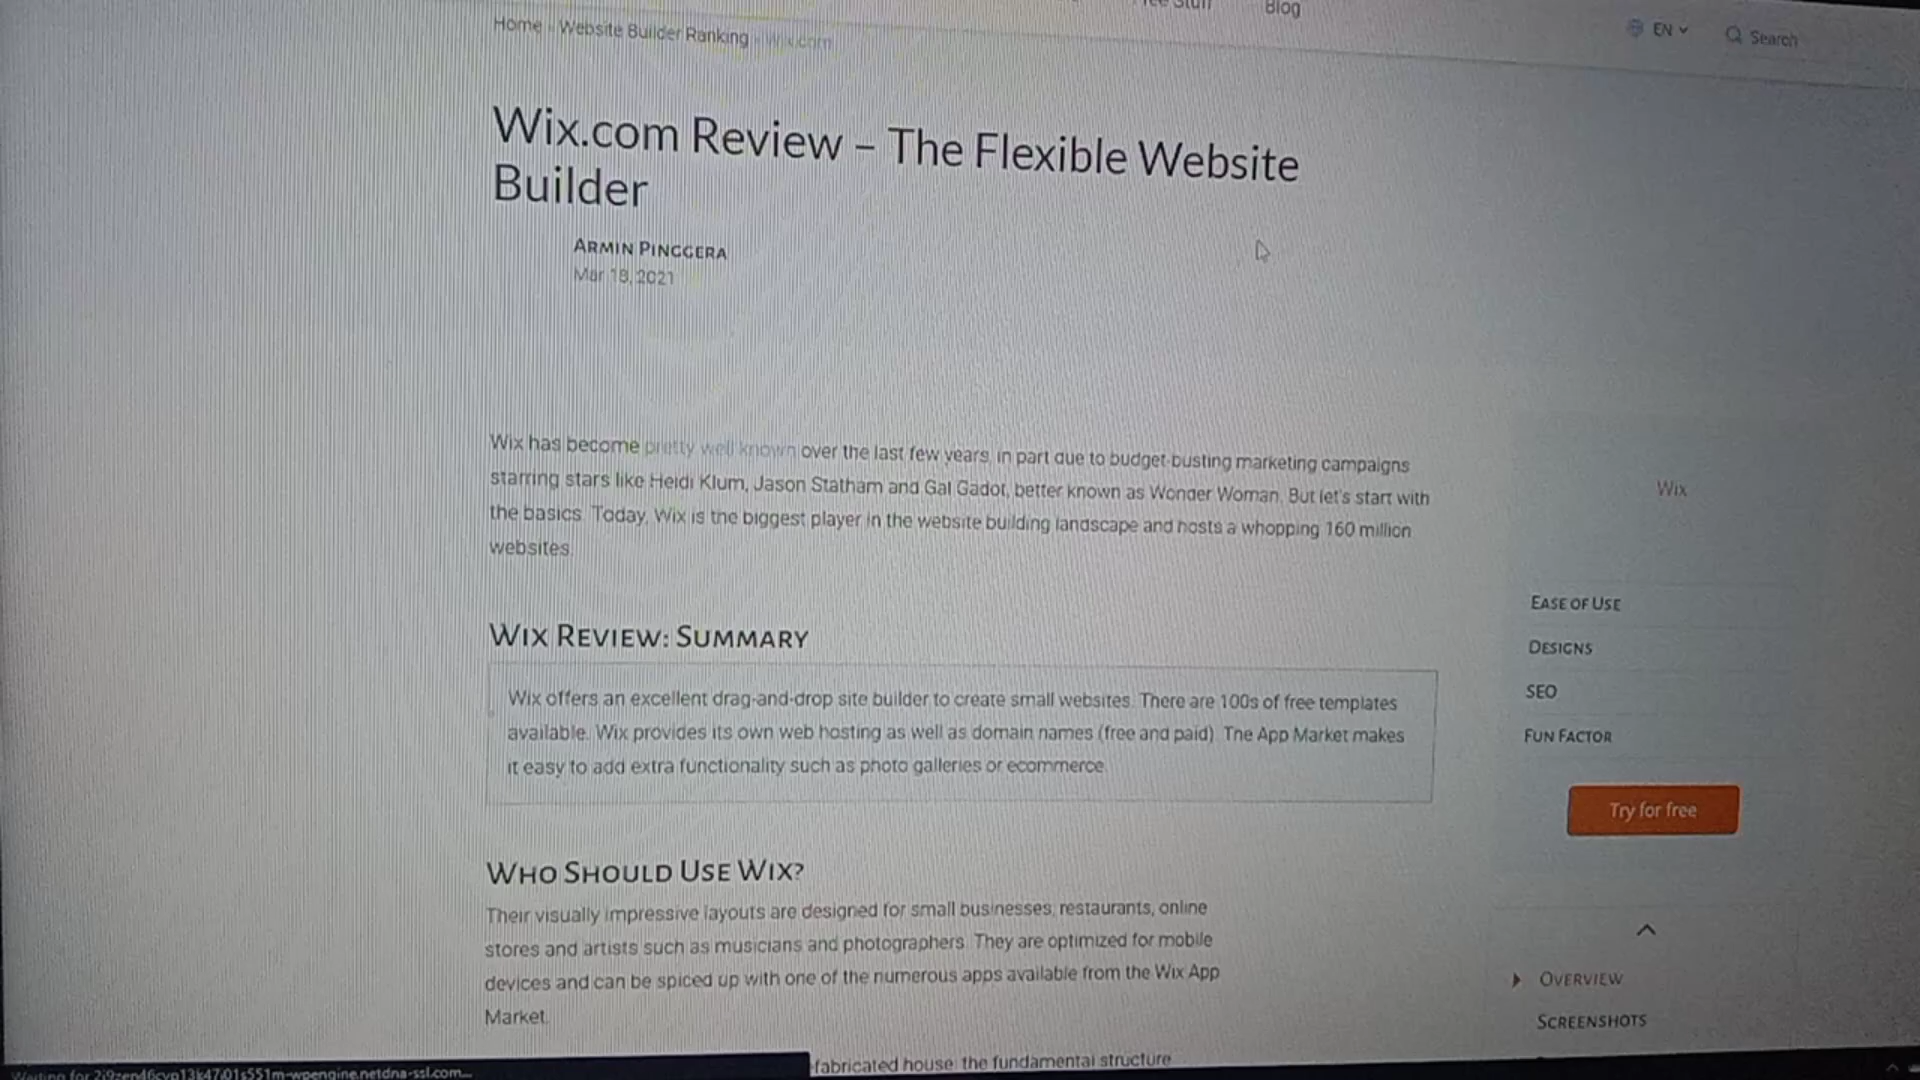 Blog
Home Website Builder Ranking Wix.com
EN Search
Wix.com Review – The Flexible Website
Builder
ARMIN PINGGERA
Mar 18, 2021
Wix has become pretty well known over the last few years, in part due to budget-busting marketing campaigns
starring stars like Heidi Klum, Jason Statham and Gal Gadot, better known as Wonder Woman. But let's start with
the basics. Today, Wix is the biggest player in the website building landscape and hosts a whopping 160 million
websites.
WIX REVIEW: SUMMARY
Wix offers an excellent drag-and-drop site builder to create small websites. There are 100s of free templates
available. Wix provides its own web hosting as well as domain names (free and paid). The App Market makes
it easy to add extra functionality such as photo galleries or ecommerce.
WHO SHOULD USE WIX?
Their visually impressive layouts are designed for small businesses, restaurants, online
stores and artists such as musicians and photographers. They are optimized for mobile
devices and can be spiced up with one of the numerous apps available from the Wix App
Market.
-fabricated house: the fundamental structure
Wix
EASE OF USE
DESIGNS
SEO
FUN FACTOR
Try for free
OVERVIEW
SCREENSHOTS
Waiting for